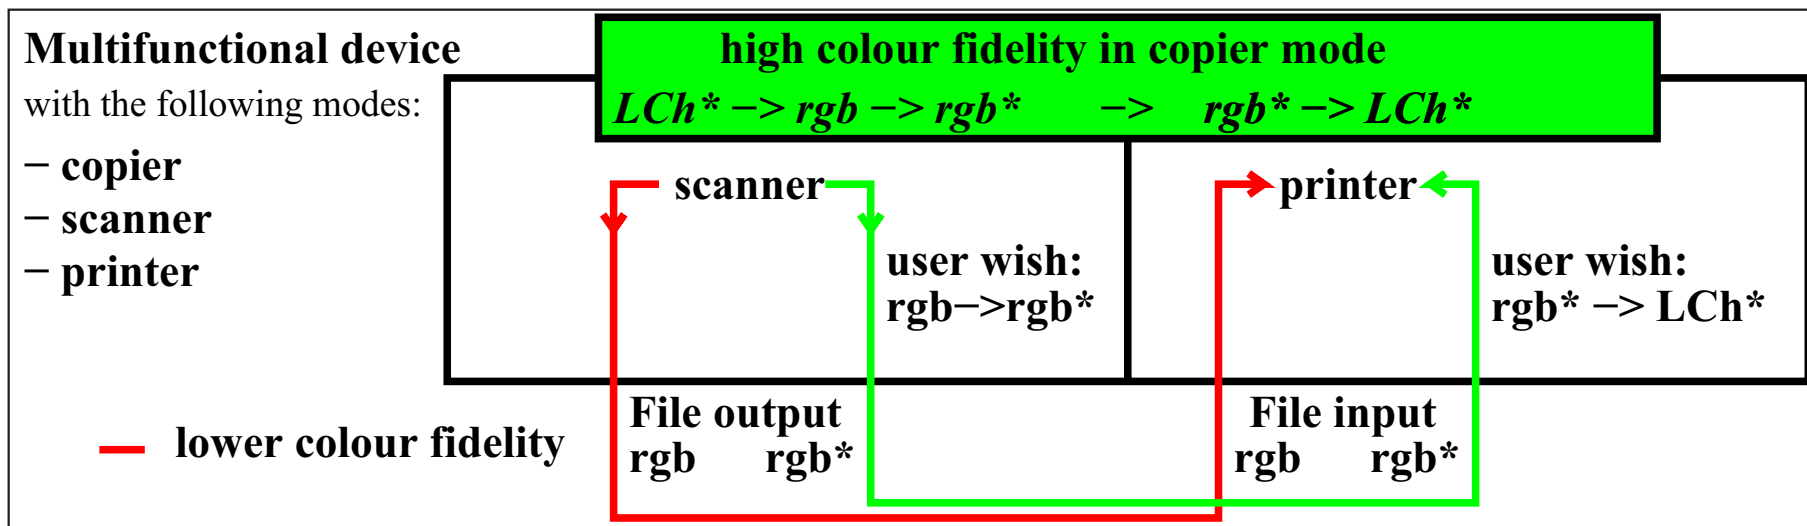 Multifunctional device
with the following modes:
– copier
– scanner
– printer
high colour fidelity in copier mode
LCh* –> rgb –> rgb* –> rgb* –> LCh*
scanner
printer
user wish:
rgb–>rgb*
user wish:
rgb* –> LCh*
File output
rgb rgb*
File input
rgb rgb*
lower colour fidelity